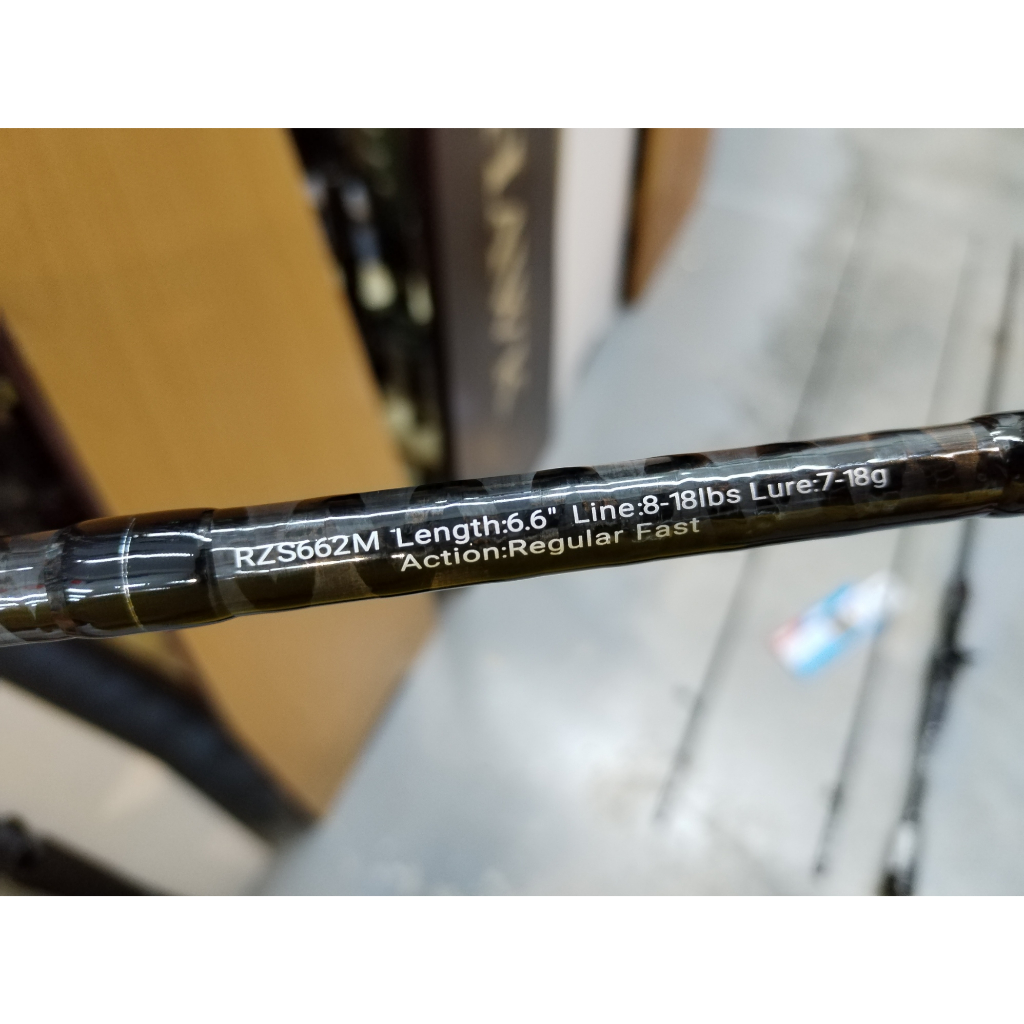 RZS662M Length:6.6" Line:8-18lbs Lure:7-18g
Action:Regular Fast